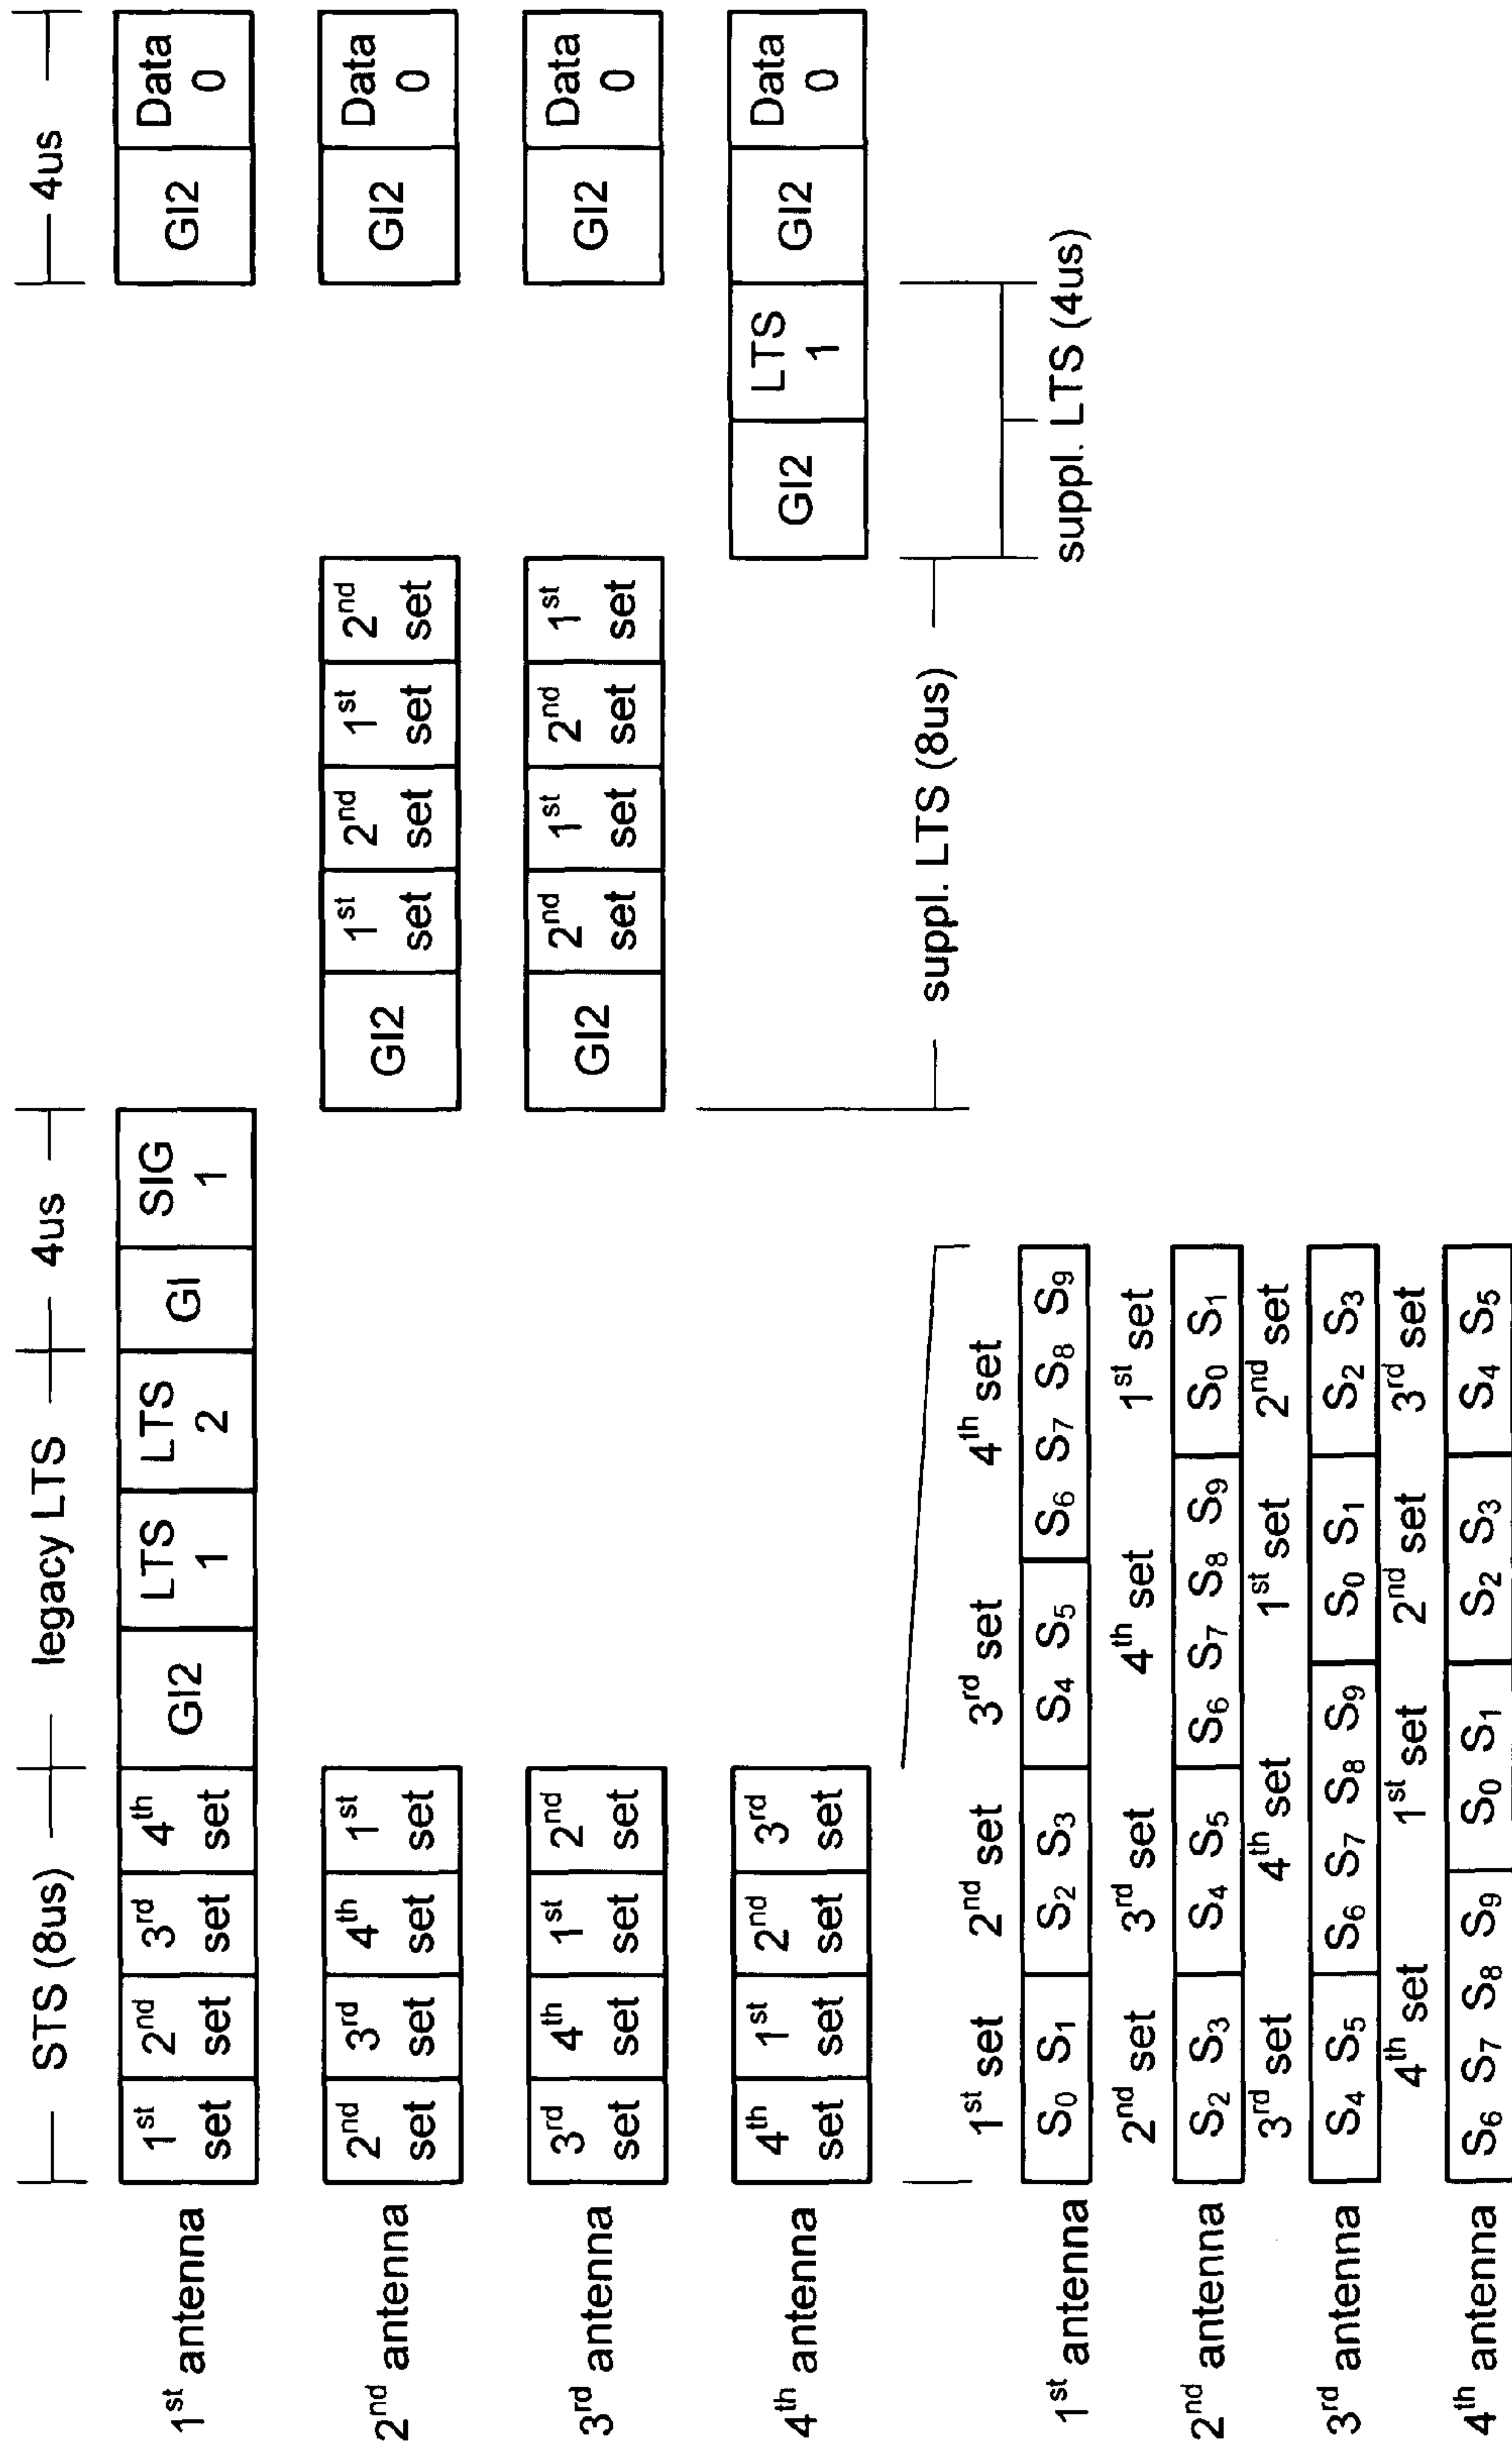 STS (8us) legacy LTS 4us 4us
1st antenna 1st set 2nd set 3rd set 4th set GI2 LTS 1 LTS 2 GI SIG 1 GI2 Data 0
2nd antenna 2nd set 3rd set 4th set 1st set GI2 1st set 2nd set 1st set 2nd set GI2 Data 0
3rd antenna 3rd set 4th set 1st set 2nd set GI2 2nd set 1st set 2nd set 1st set GI2 Data 0
4th antenna 4th set 1st set 2nd set 3rd set GI2 LTS 1 GI2 Data 0
suppl. LTS (8us)
suppl. LTS (4us)
1st set 2nd set 3rd set 4th set
1st antenna S0 S1 S2 S3 S4 S5 S6 S7 S8 S9
2nd set 3rd set 4th set 1st set
2nd antenna S2 S3 S4 S5 S6 S7 S8 S9 S0 S1
3rd set 4th set 1st set 2nd set
3rd antenna S4 S5 S6 S7 S8 S9 S0 S1 S2 S3
4th set 1st set 2nd set 3rd set
4th antenna S6 S7 S8 S9 S0 S1 S2 S3 S4 S5